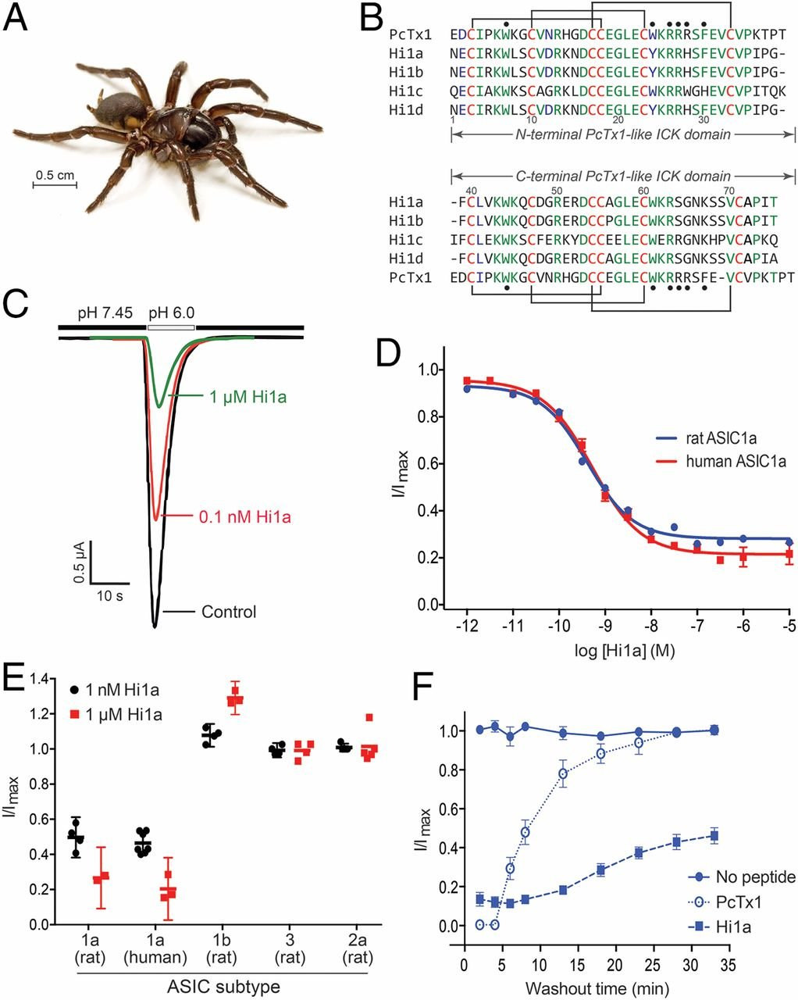 A
0.5 cm
B
PcTx1 EDCIPKWKGCVNRHGDCCEGLECWKRRRSFEVCVPKTPT
Hi1a NECIRKWLSCVDRKNDCCEGLECYKRRHSFEVCVPIPG-
Hi1b NECIRKWLSCVDRKNDCCEGLECYKRRHSFEVCVPIPG-
Hi1c QECIAKWKSCAGRKLDCCEGLECWKRRWGHEVCVPITQK
Hi1d NECIRKWLSCVDRKNDCCEGLECYKRRHSFEVCVPIPG-
1 10 20 30
N-terminal PcTx1-like ICK domain
C-terminal PcTx1-like ICK domain
40 50 60 70
Hi1a -FCLVKWKQCDGRERDCCAGLECWKRSGNKSSVCAPIT
Hi1b -FCLVKWKQCDGRERDCCAGLECWKRSGNKSSVCAPIT
Hi1c IFCLEKWKSCFERKYDCCEELECWERRGNKHPVCAPKQ
Hi1d -FCLVKWKQCDGRERDCCAGLECWKRSGNKSSVCAPIA
PcTx1 EDCIPKWKGCVNRHGDCCEGLECWKRRRSFE-VCVPKTPT
C
pH 7.45 pH 6.0
1 µM Hi1a
0.1 nM Hi1a
0.5 µA
10 s
Control
D
I/Imax
1.0
0.8
0.6
0.4
0.2
0.0
rat ASIC1a
human ASIC1a
-12 -11 -10 -9 -8 -7 -6 -5
log [Hi1a] (M)
E
1 nM Hi1a
1 µM Hi1a
I/Imax
1.4
1.2
1.0
0.8
0.6
0.4
0.2
0.0
1a 1a 1b 3 2a
(rat) (human) (rat) (rat) (rat)
ASIC subtype
F
I/Imax
1.0
0.8
0.6
0.4
0.2
0.0
No peptide
PcTx1
Hi1a
0 5 10 15 20 25 30 35
Washout time (min)